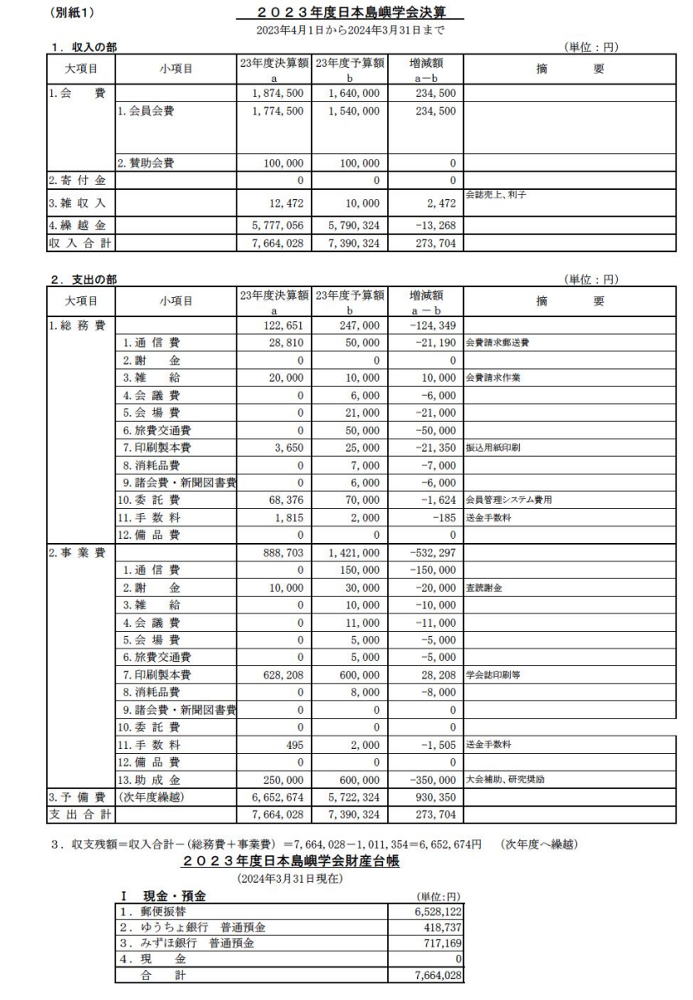 (別紙1)
２０２３年度日本島嶼学会決算
2023年4月1日から2024年3月31日まで
１．収入の部 （単位：円）
大項目 小項目 23年度決算額 a 23年度予算額 b 増減額 a－b 摘 要
1.会 費 1,874,500 1,640,000 234,500
1.会員会費 1,774,500 1,540,000 234,500
2.賛助会費 100,000 100,000 0
2.寄付金 0 0 0
3.雑収入 12,472 10,000 2,472 会誌売上、利子
4.繰越金 5,777,056 5,790,324 −13,268
収入合計 7,664,028 7,390,324 273,704
２．支出の部 （単位：円）
大項目 小項目 23年度決算額 a 23年度予算額 b 増減額 a－b 摘 要
1.総務費 122,651 247,000 −124,349
1.通信費 28,810 50,000 −21,190 会費請求郵送費
2.謝 金 0 0 0
3.雑 給 20,000 10,000 10,000 会費請求作業
4.会議費 0 6,000 −6,000
5.会場費 0 21,000 −21,000
6.旅費交通費 0 50,000 −50,000
7.印刷製本費 3,650 25,000 −21,350 振込用紙印刷
8.消耗品費 0 7,000 −7,000
9.諸会費・新聞図書費 0 6,000 −6,000
10.委託費 68,376 70,000 −1,624 会員管理システム費用
11.手数料 1,815 2,000 −185 送金手数料
12.備品費 0 0 0
2.事業費 888,703 1,421,000 −532,297
1.通信費 0 150,000 −150,000
2.謝 金 10,000 30,000 −20,000 査読謝金
3.雑 給 0 10,000 −10,000
4.会議費 0 11,000 −11,000
5.会場費 0 5,000 −5,000
6.旅費交通費 0 5,000 −5,000
7.印刷製本費 628,208 600,000 28,208 学会誌印刷等
8.消耗品費 0 8,000 −8,000
9.諸会費・新聞図書費 0 0 0
10.委託費 0 0 0
11.手数料 495 2,000 −1,505 送金手数料
12.備品費 0 0 0
13.助成金 250,000 600,000 −350,000 大会補助、研究奨励
3.予備費 (次年度繰越) 6,652,674 5,722,324 930,350
支出合計 7,664,028 7,390,324 273,704
３．収支残額＝収入合計−(総務費＋事業費）＝7,664,028−1,011,354＝6,652,674円 （次年度へ繰越）
２０２３年度日本島嶼学会財産台帳
(2024年3月31日現在)
Ⅰ 現金・預金 （単位:円）
１．郵便振替 6,528,122
２．ゆうちょ銀行 普通預金 418,737
３．みずほ銀行 普通預金 717,169
４．現 金 0
合 計 7,664,028